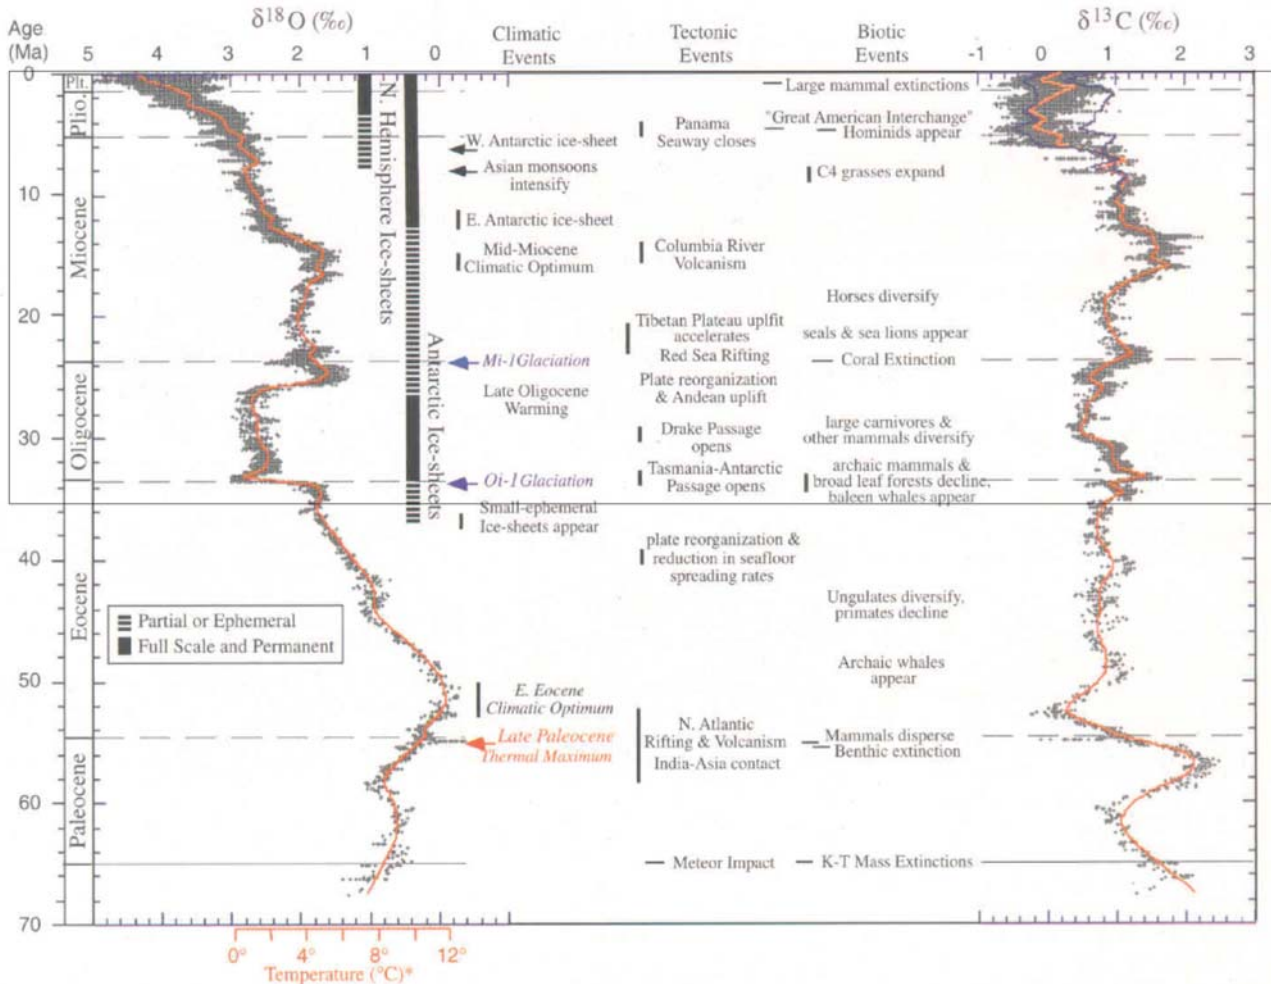 Age
(Ma)
δ18O (‰)
5 4 3 2 1 0
Climatic
Events
Tectonic
Events
Biotic
Events
δ13C (‰)
-1 0 1 2 3
0
10
20
30
40
50
60
70
Plt.
Plio.
Miocene
Oligocene
Eocene
Paleocene
N. Hemisphere Ice-sheets
Antarctic Ice-sheets
W. Antarctic ice-sheet
Asian monsoons
intensify
E. Antarctic ice-sheet
Mid-Miocene
Climatic Optimum
Mi-1Glaciation
Late Oligocene
Warming
Oi-1Glaciation
Small-ephemeral
Ice-sheets appear
E. Eocene
Climatic Optimum
Late Paleocene
Thermal Maximum
Panama
Seaway closes
Columbia River
Volcanism
Tibetan Plateau uplfit
accelerates
Red Sea Rifting
Plate reorganization
& Andean uplift
Drake Passage
opens
Tasmania-Antarctic
Passage opens
plate reorganization &
reduction in seafloor
spreading rates
N. Atlantic
Rifting & Volcanism
India-Asia contact
Meteor Impact
Large mammal extinctions
"Great American Interchange"
Hominids appear
C4 grasses expand
Horses diversify
seals & sea lions appear
Coral Extinction
large carnivores &
other mammals diversify
archaic mammals &
broad leaf forests decline,
baleen whales appear
Ungulates diversify,
primates decline
Archaic whales
appear
Mammals disperse
Benthic extinction
K-T Mass Extinctions
Partial or Ephemeral
Full Scale and Permanent
0° 4° 8° 12°
Temperature (°C)*